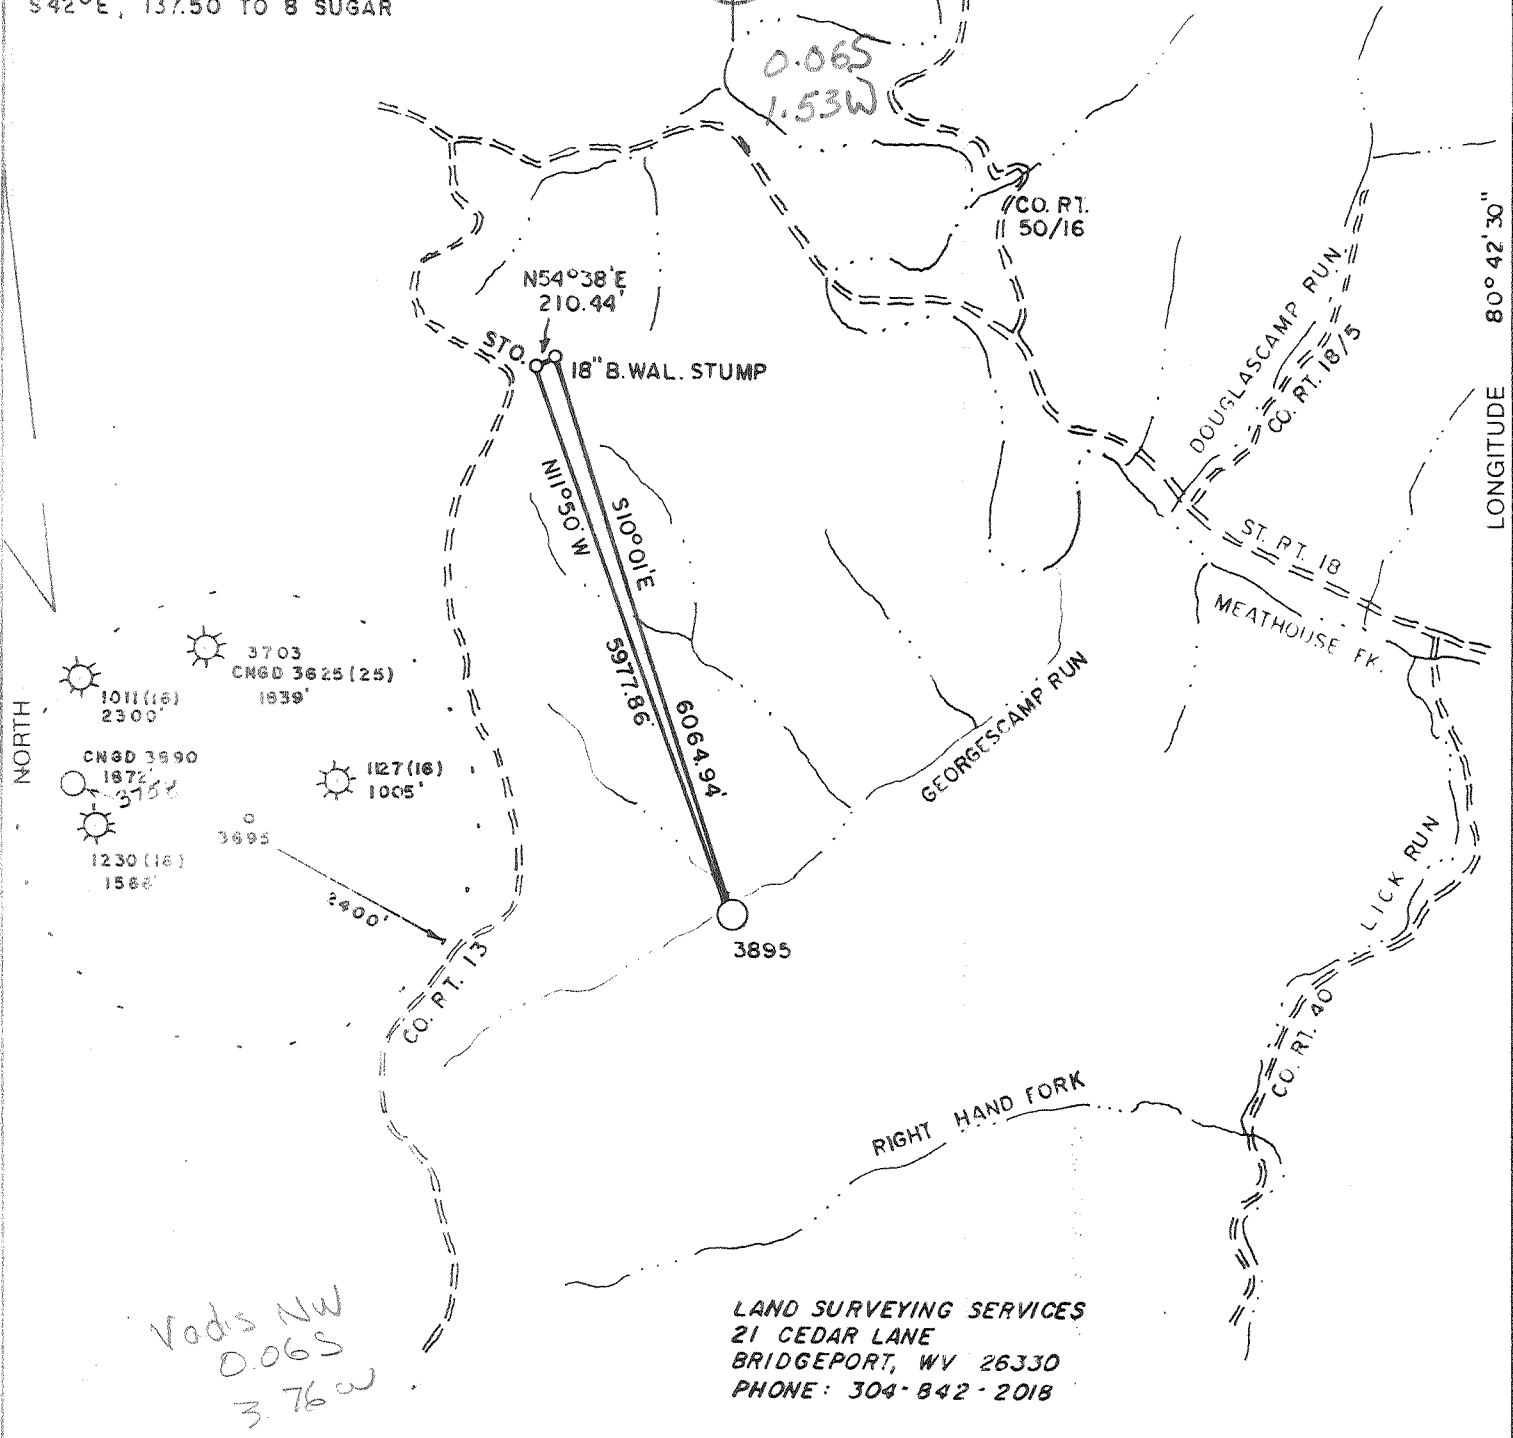 S42°E, 137.50 TO 8 SUGAR
0.06S
1.53W
CO. RT.
50/16
N54°38'E
210.44'
STO.
18" B. WAL. STUMP
DOUGLASCAMP RUN
CO. RT. 18/5
LONGITUDE 80° 42' 30"
N11°50'W
S10°01'E
5977.86'
6064.94'
ST. RT. 18
MEATHOUSE FK.
GEORGESCAMP RUN
3703
CNGD 3625(25)
1839'
1011(16)
2300'
NORTH
CNGD 3890
1872'
3758
1127(16)
1005'
3695
1230(16)
1588'
2400'
CO. RT. 13
3895
LICK RUN
CO. RT. 40
RIGHT HAND FORK
Vadis NW
0.06S
3.76W
LAND SURVEYING SERVICES
21 CEDAR LANE
BRIDGEPORT, WV 26330
PHONE: 304-842-2018